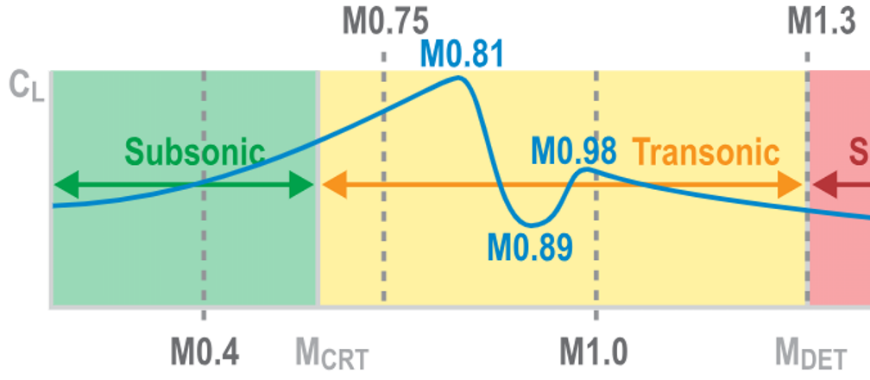 M0.75
M1.3
M0.81
CL
Subsonic
M0.98
Transonic
S
M0.89
M0.4
MCRT
M1.0
MDET